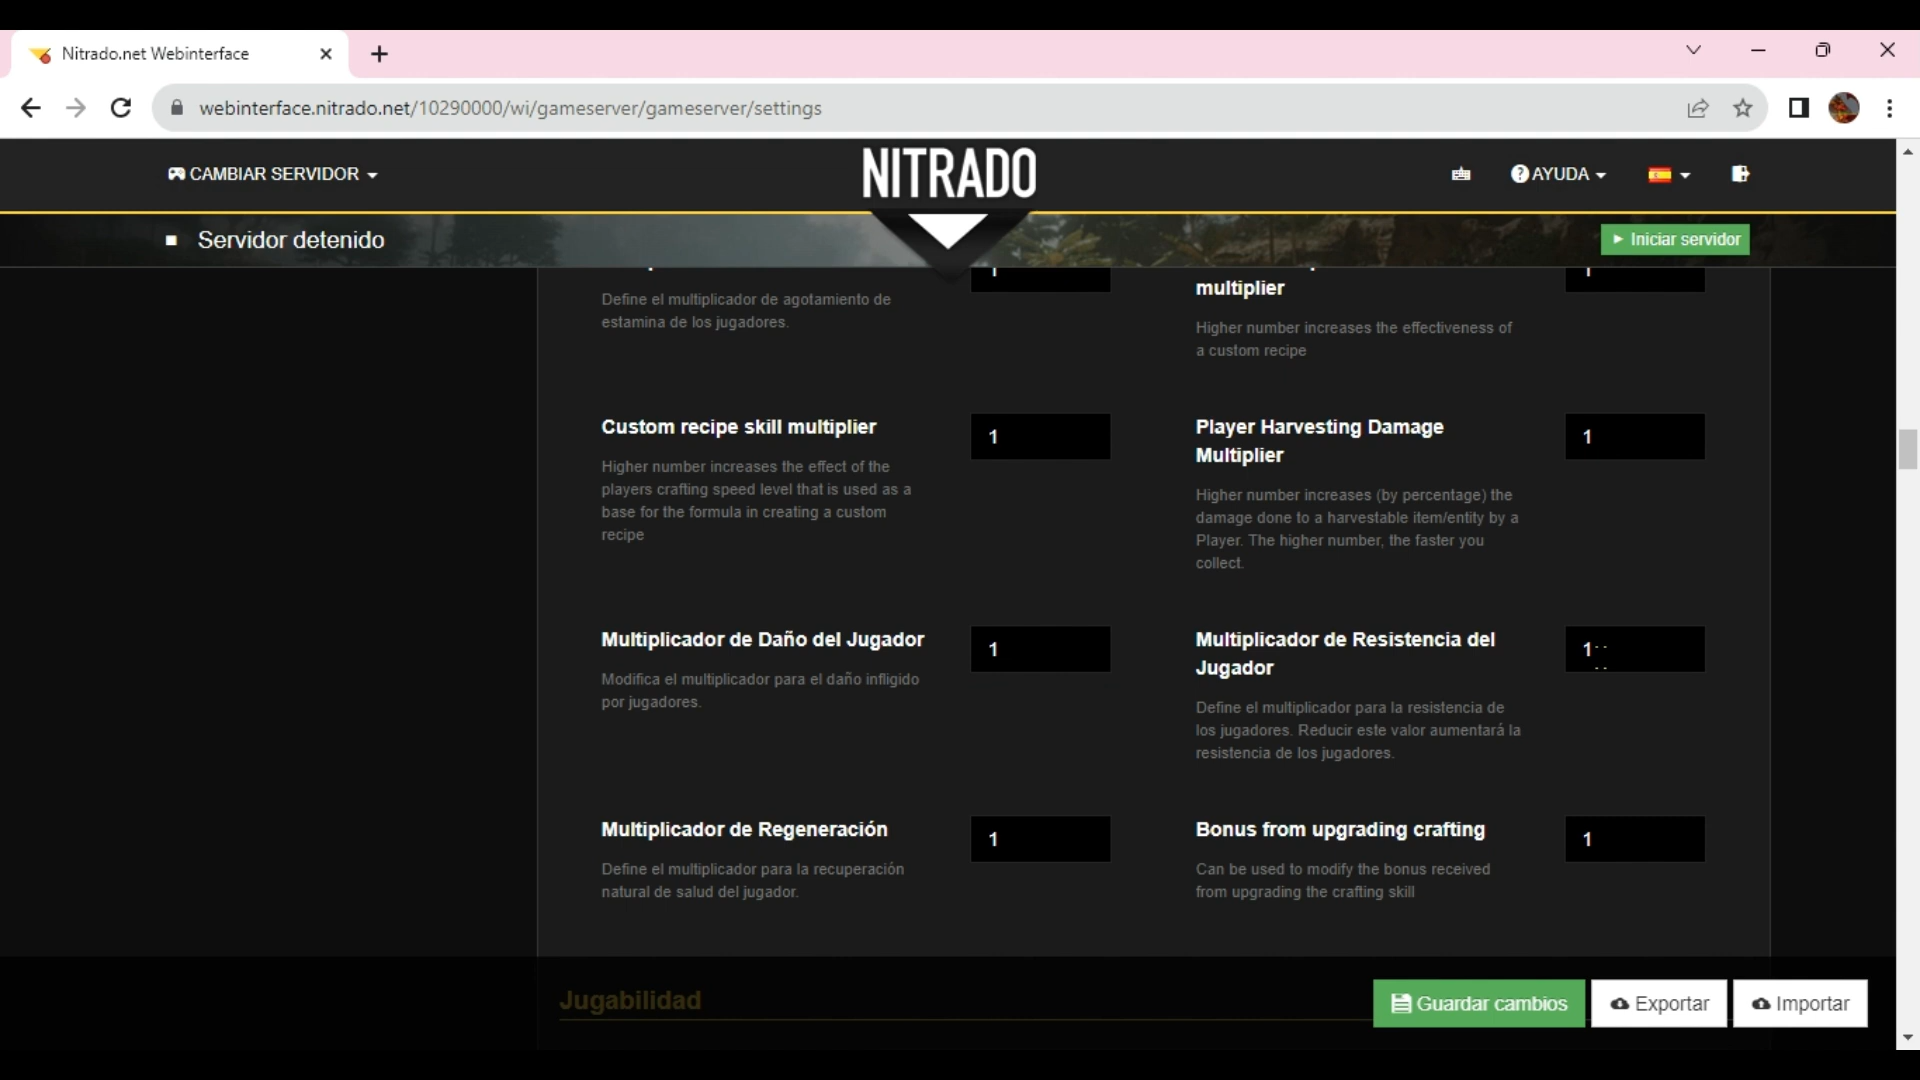 Nitrado.net Webinterface
webinterface.nitrado.net/10290000/wi/gameserver/gameserver/settings
CAMBIAR SERVIDOR
NITRADO
AYUDA
Servidor detenido
Iniciar servidor
Define el multiplicador de agotamiento de
estamina de los jugadores.
multiplier
Higher number increases the effectiveness of
a custom recipe
Custom recipe skill multiplier
1
Higher number increases the effect of the
players crafting speed level that is used as a
base for the formula in creating a custom
recipe
Player Harvesting Damage
Multiplier
1
Higher number increases (by percentage) the
damage done to a harvestable item/entity by a
Player. The higher number, the faster you
collect.
Multiplicador de Daño del Jugador
1
Modifica el multiplicador para el daño infligido
por jugadores.
Multiplicador de Resistencia del
Jugador
1
Define el multiplicador para la resistencia de
los jugadores. Reducir este valor aumentará la
resistencia de los jugadores.
Multiplicador de Regeneración
1
Define el multiplicador para la recuperación
natural de salud del jugador.
Bonus from upgrading crafting
1
Can be used to modify the bonus received
from upgrading the crafting skill
Jugabilidad
Guardar cambios
Exportar
Importar